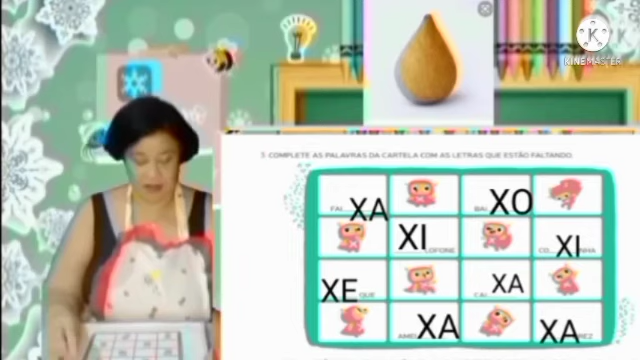 KINEMASTER
3. COMPLETE AS PALAVRAS DA CARTELA COM AS LETRAS QUE ESTÃO FALTANDO.
FAI XA
BAI XO
XI LOFONE
CO XI NHA
XE QUE
CAI XA
AMEI XA
XA REZ